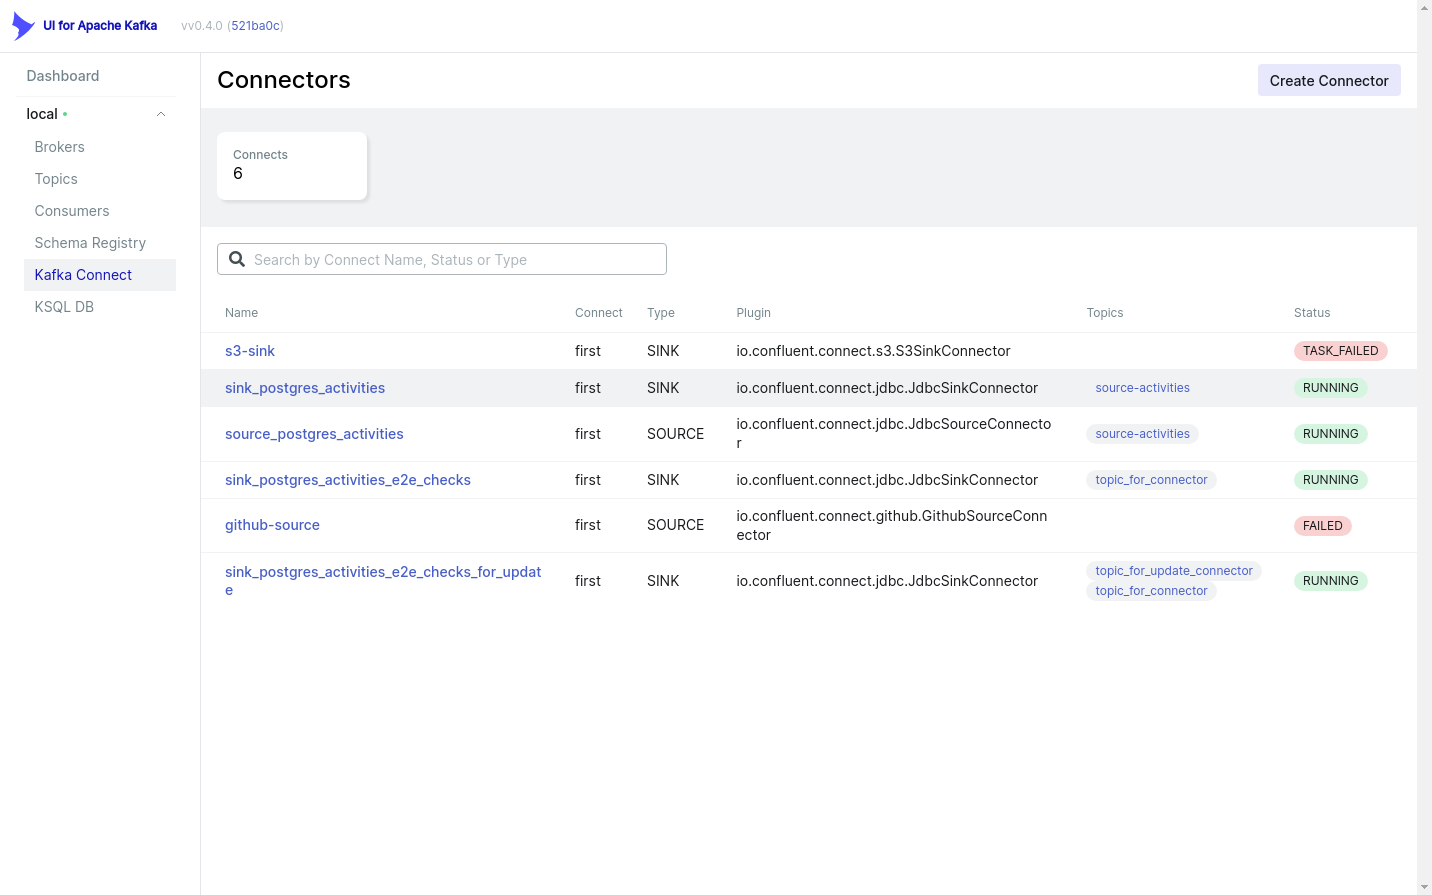 UI for Apache Kafka vv0.4.0 (521ba0c)
Dashboard
local
Brokers
Topics
Consumers
Schema Registry
Kafka Connect
KSQL DB
Connectors
Create Connector
Connects
6
Search by Connect Name, Status or Type
Name Connect Type Plugin Topics Status
s3-sink first SINK io.confluent.connect.s3.S3SinkConnector TASK_FAILED
sink_postgres_activities first SINK io.confluent.connect.jdbc.JdbcSinkConnector source-activities RUNNING
source_postgres_activities first SOURCE io.confluent.connect.jdbc.JdbcSourceConnecto
r source-activities RUNNING
sink_postgres_activities_e2e_checks first SINK io.confluent.connect.jdbc.JdbcSinkConnector topic_for_connector RUNNING
github-source first SOURCE io.confluent.connect.github.GithubSourceConn
ector FAILED
sink_postgres_activities_e2e_checks_for_updat
e first SINK io.confluent.connect.jdbc.JdbcSinkConnector topic_for_update_connector
topic_for_connector RUNNING